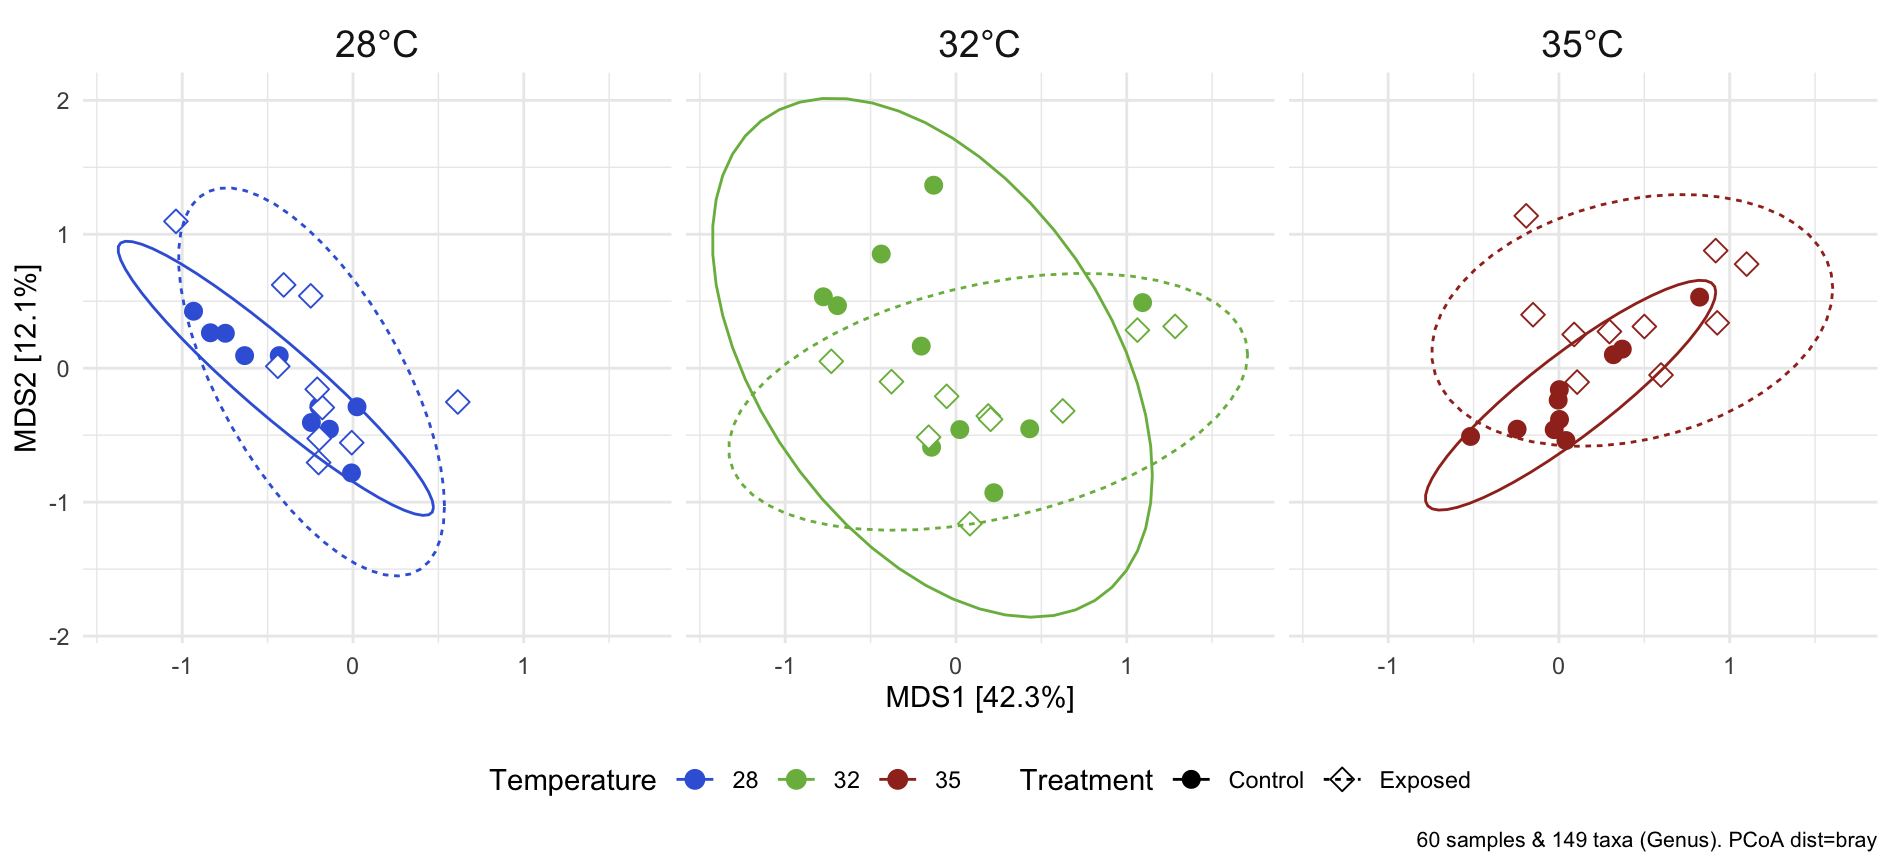 28°C 32°C 35°C
2
1
0
-1
-2
MDS2 [12.1%]
-1 0 1 -1 0 1 -1 0 1
MDS1 [42.3%]
Temperature 28 32 35 Treatment Control Exposed
60 samples & 149 taxa (Genus). PCoA dist=bray